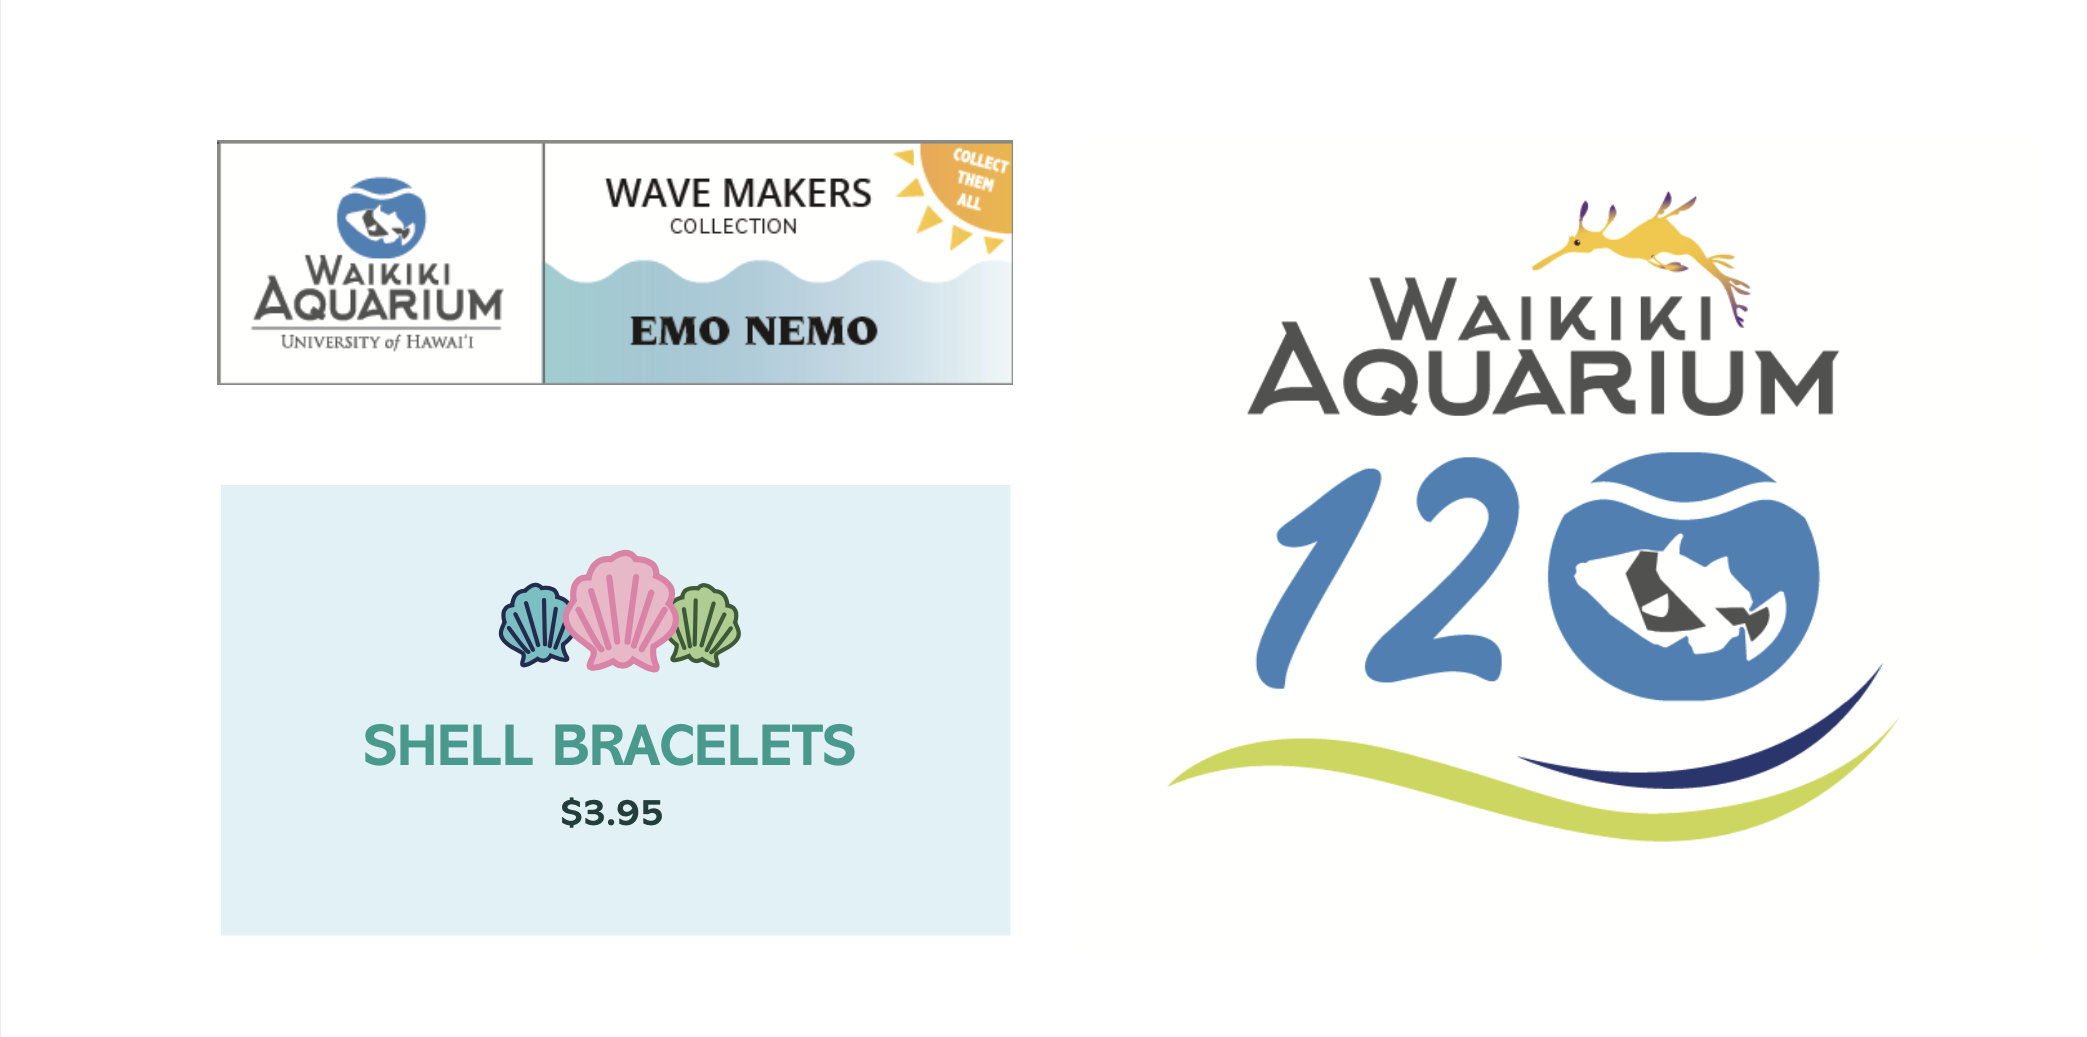 WAIKIKI
AQUARIUM
UNIVERSITY of HAWAIʻI
WAVE MAKERS
COLLECTION
COLLECT
THEM
ALL
EMO NEMO
SHELL BRACELETS
$3.95
WAIKIKI
AQUARIUM
120